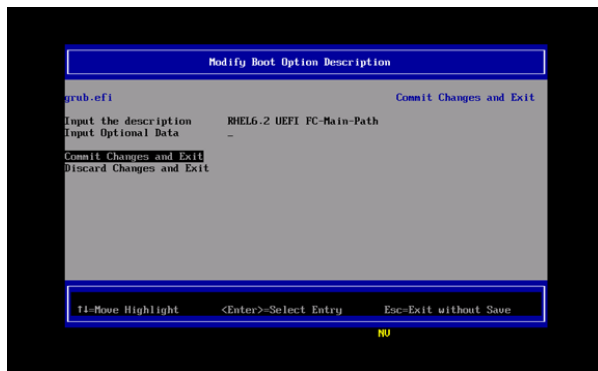 Modify Boot Option Description
grub.efi Commit Changes and Exit
Input the description RHEL6.2 UEFI FC-Main-Path
Input Optional Data _
Commit Changes and Exit
Discard Changes and Exit
↑↓=Move Highlight <Enter>=Select Entry Esc=Exit without Save
NV